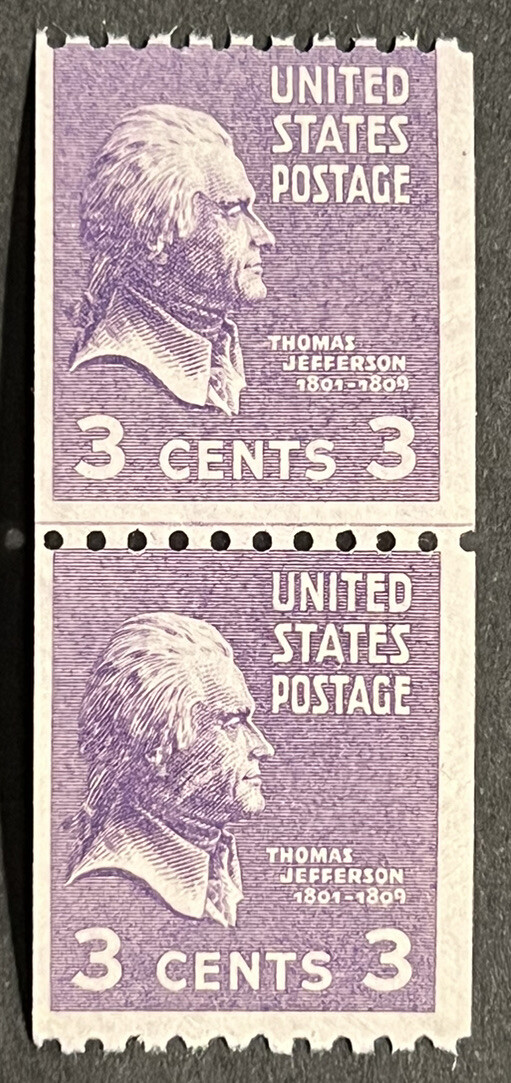 UNITED
STATES
POSTAGE
THOMAS
JEFFERSON
1801-1809
3 CENTS 3
UNITED
STATES
POSTAGE
THOMAS
JEFFERSON
1801-1809
3 CENTS 3